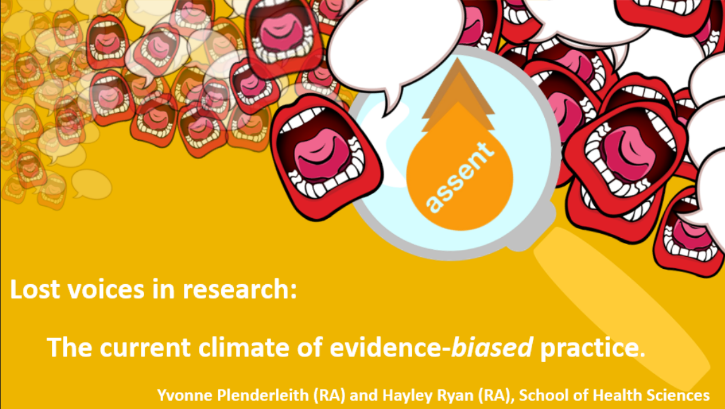 assent
Lost voices in research:
The current climate of evidence-biased practice.
Yvonne Plenderleith (RA) and Hayley Ryan (RA), School of Health Sciences